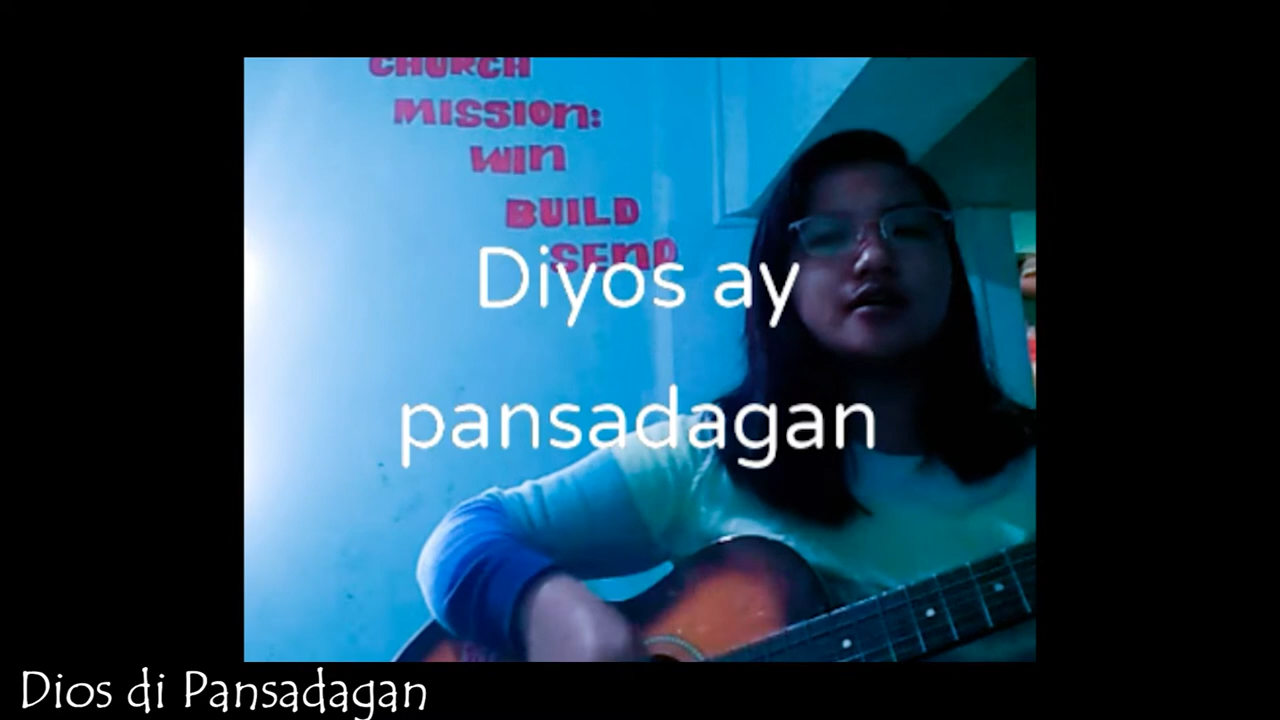 CHURCH
MISSION:
WIN
BUILD
SEND
Diyos ay
pansadagan
Dios di Pansadagan